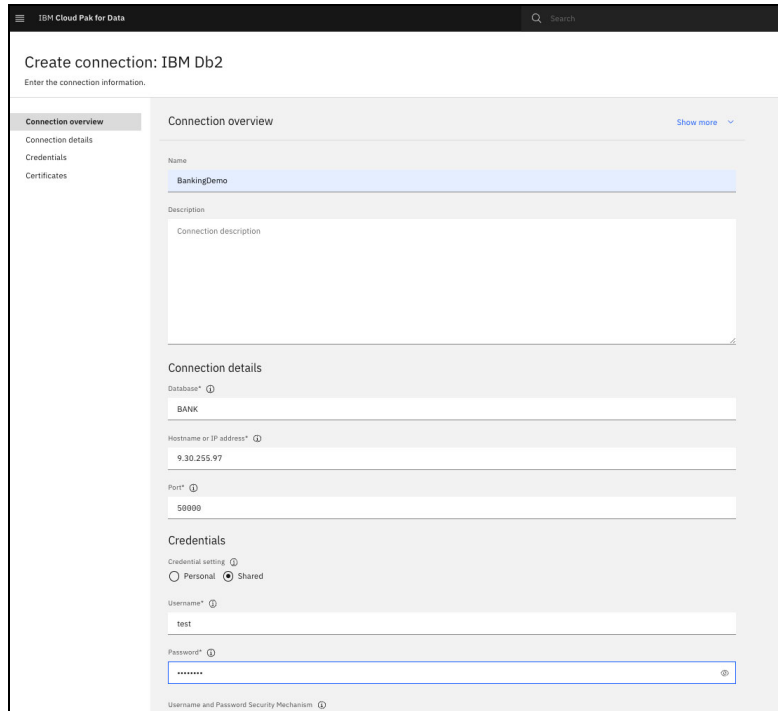 IBM Cloud Pak for Data
Search
Create connection: IBM Db2
Enter the connection information.
Connection overview
Connection details
Credentials
Certificates
Connection overview
Show more
Name
BankingDemo
Description
Connection description
Connection details
Database*
BANK
Hostname or IP address*
9.30.255.97
Port*
50000
Credentials
Credential setting
Personal Shared
Username*
test
Password*
••••••••
Username and Password Security Mechanism